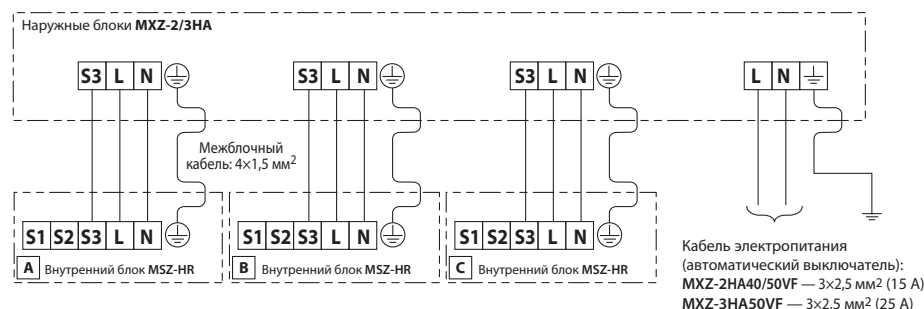 Наружные блоки MXZ-2/3HA
S3 L N
S3 L N
S3 L N
L N
Межблочный
кабель: 4×1,5 мм²
S1 S2 S3 L N
S1 S2 S3 L N
S1 S2 S3 L N
A Внутренний блок MSZ-HR
B Внутренний блок MSZ-HR
C Внутренний блок MSZ-HR
Кабель электропитания
(автоматический выключатель):
MXZ-2HA40/50VF — 3×2,5 мм² (15 А)
MXZ-3HA50VF — 3×2,5 мм² (25 А)